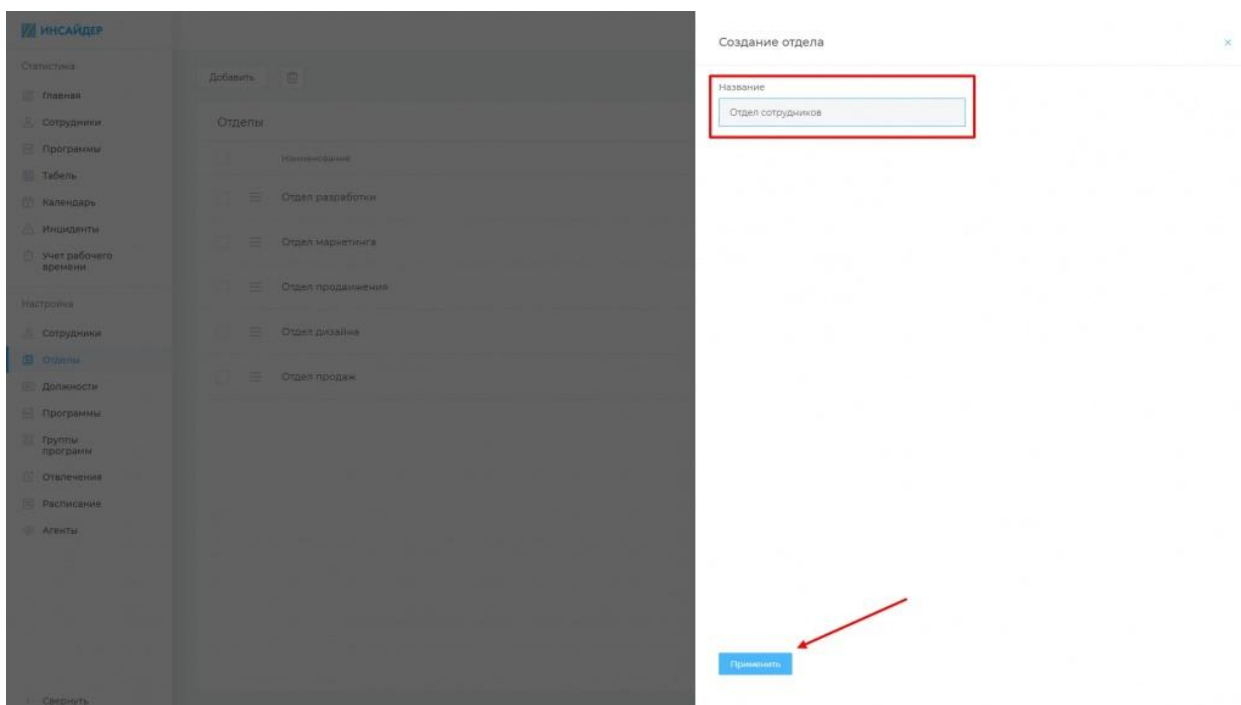 ИНСАЙДЕР
Статистика
Главная
Сотрудники
Программы
Табель
Календарь
Инциденты
Учет рабочего
времени
Настройка
Сотрудники
Отделы
Должности
Программы
Группы
программ
Отвлечения
Расписание
Агенты
Свернуть
Добавить
Отделы
Наименование
Отдел разработки
Отдел маркетинга
Отдел продвижения
Отдел дизайна
Отдел продаж
Создание отдела
Название
Отдел сотрудников
Применить